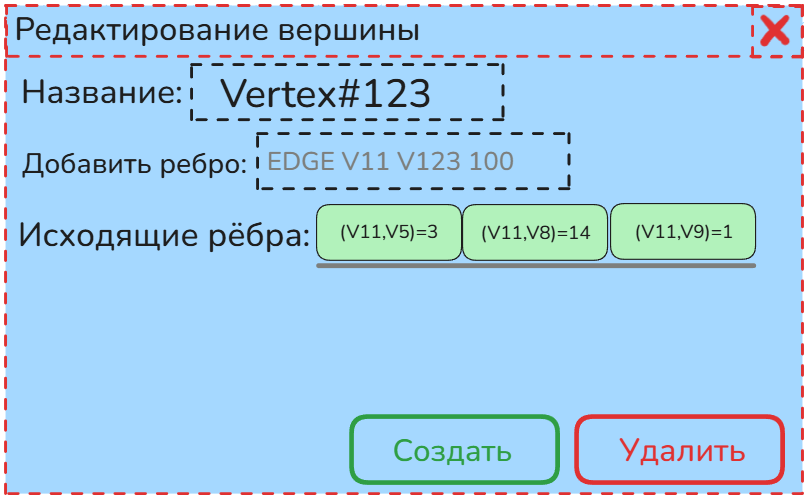 Редактирование вершины
Название: Vertex#123
Добавить ребро: EDGE V11 V123 100
Исходящие рёбра: (V11,V5)=3 (V11,V8)=14 (V11,V9)=1
Создать Удалить